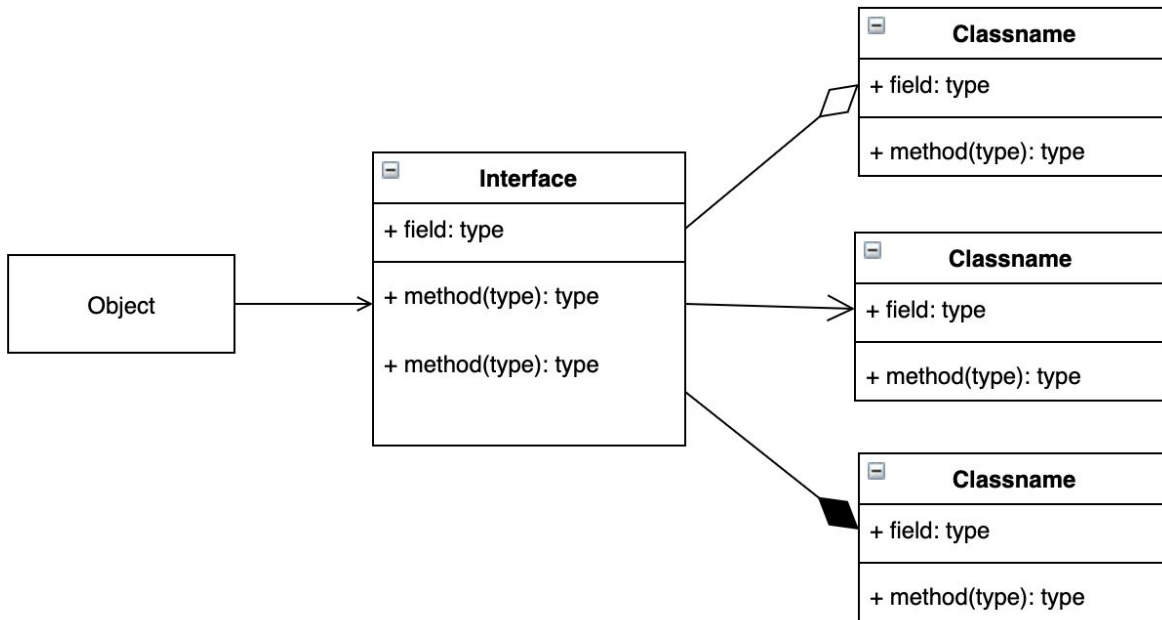 Object
Interface
+ field: type
+ method(type): type
+ method(type): type
Classname
+ field: type
+ method(type): type
Classname
+ field: type
+ method(type): type
Classname
+ field: type
+ method(type): type